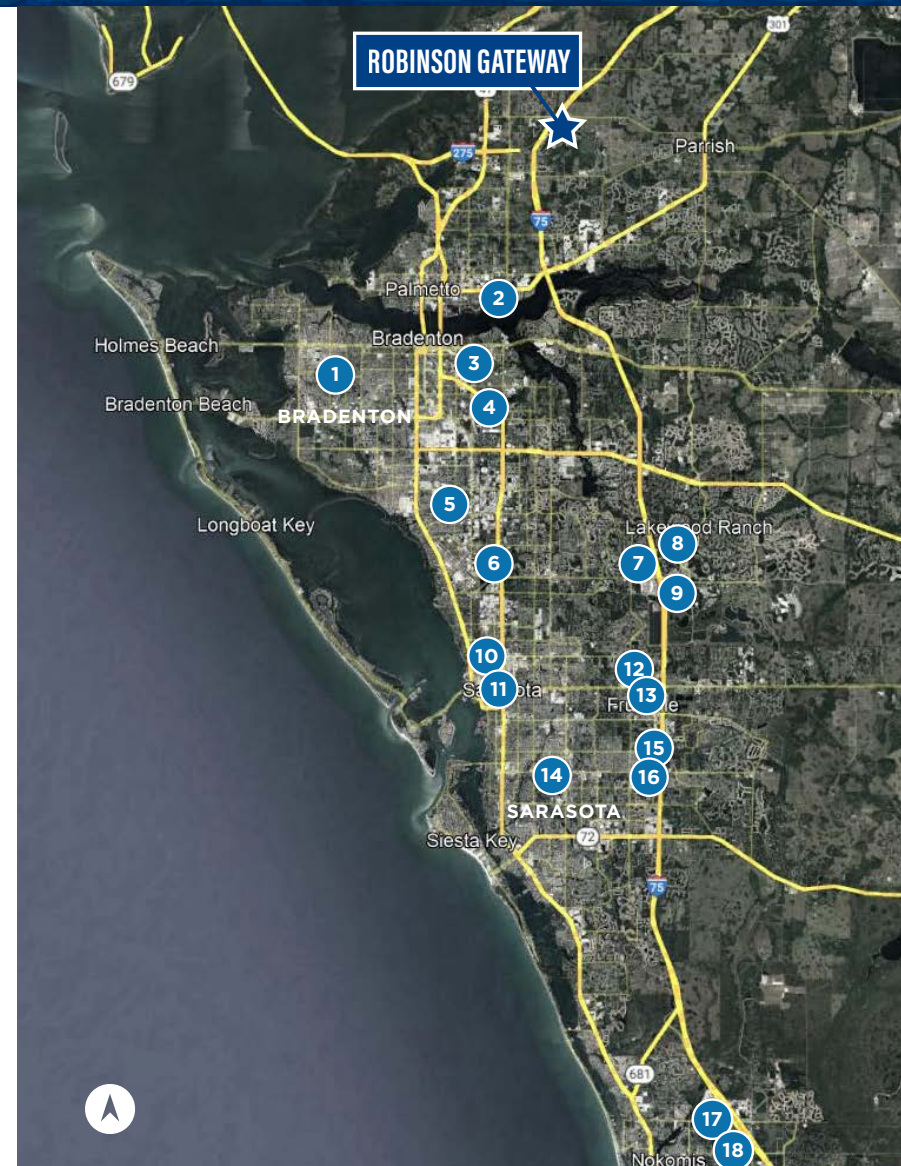 301
ROBINSON GATEWAY
679
Parrish
275
75
Palmetto
2
Bradenton
Holmes Beach
3
1
Bradenton Beach
4
BRADENTON
5
Longboat Key
Lakewood Ranch
8
6
7
9
10
12
11
13
15
14
16
SARASOTA
Siesta Key
72
75
681
17
18
Nokomis